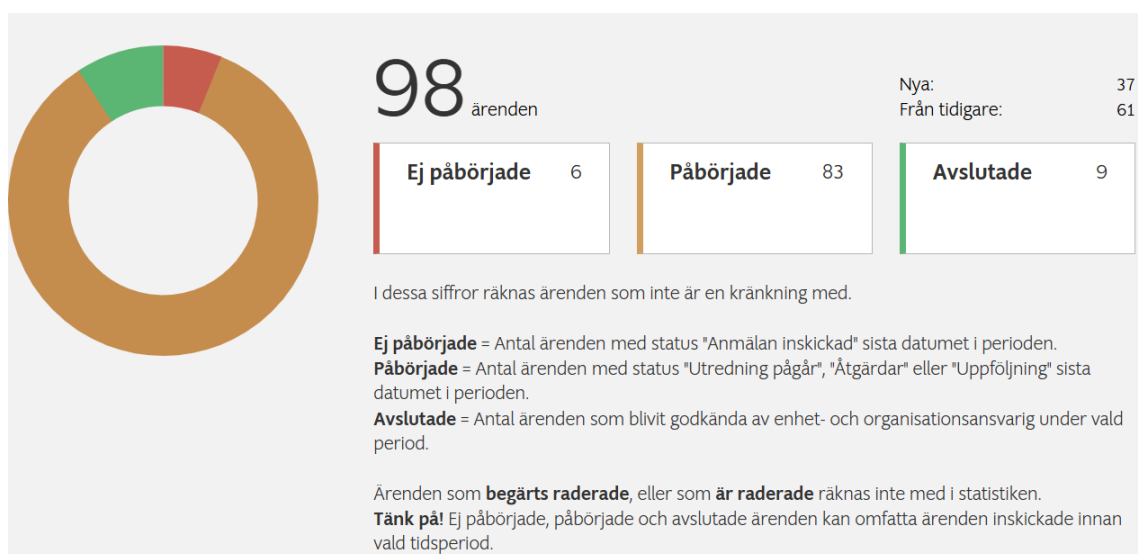 98 ärenden
Nya: 37
Från tidigare: 61
Ej påbörjade 6
Påbörjade 83
Avslutade 9
I dessa siffror räknas ärenden som inte är en kränkning med.
Ej påbörjade = Antal ärenden med status "Anmälan inskickad" sista datumet i perioden.
Påbörjade = Antal ärenden med status "Utredning pågår", "Åtgärdar" eller "Uppföljning" sista
datumet i perioden.
Avslutade = Antal ärenden som blivit godkända av enhet- och organisationsansvarig under vald
period.
Ärenden som begärts raderade, eller som är raderade räknas inte med i statistiken.
Tänk på! Ej påbörjade, påbörjade och avslutade ärenden kan omfatta ärenden inskickade innan
vald tidsperiod.